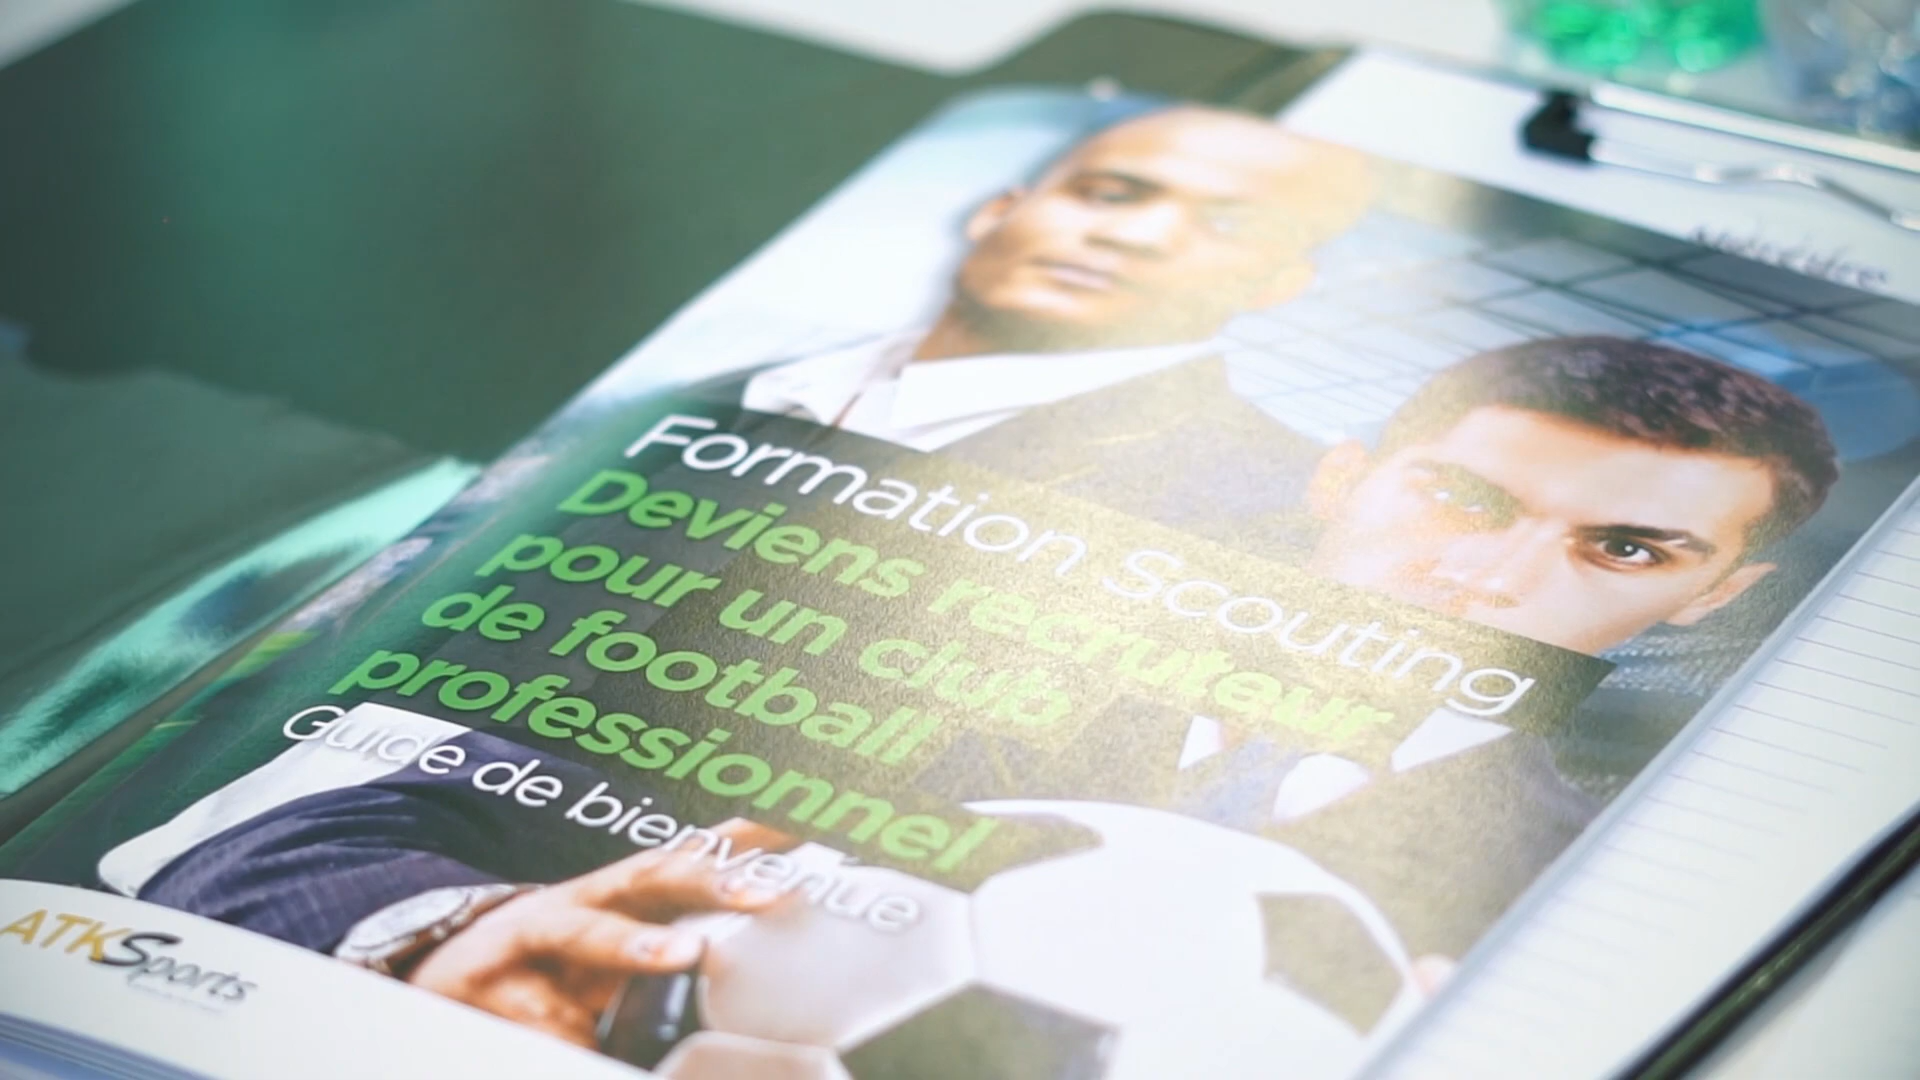 Formation Scouting
Deviens recruteur
pour un club
de football
professionnel
Guide de bienvenue
ATKSports